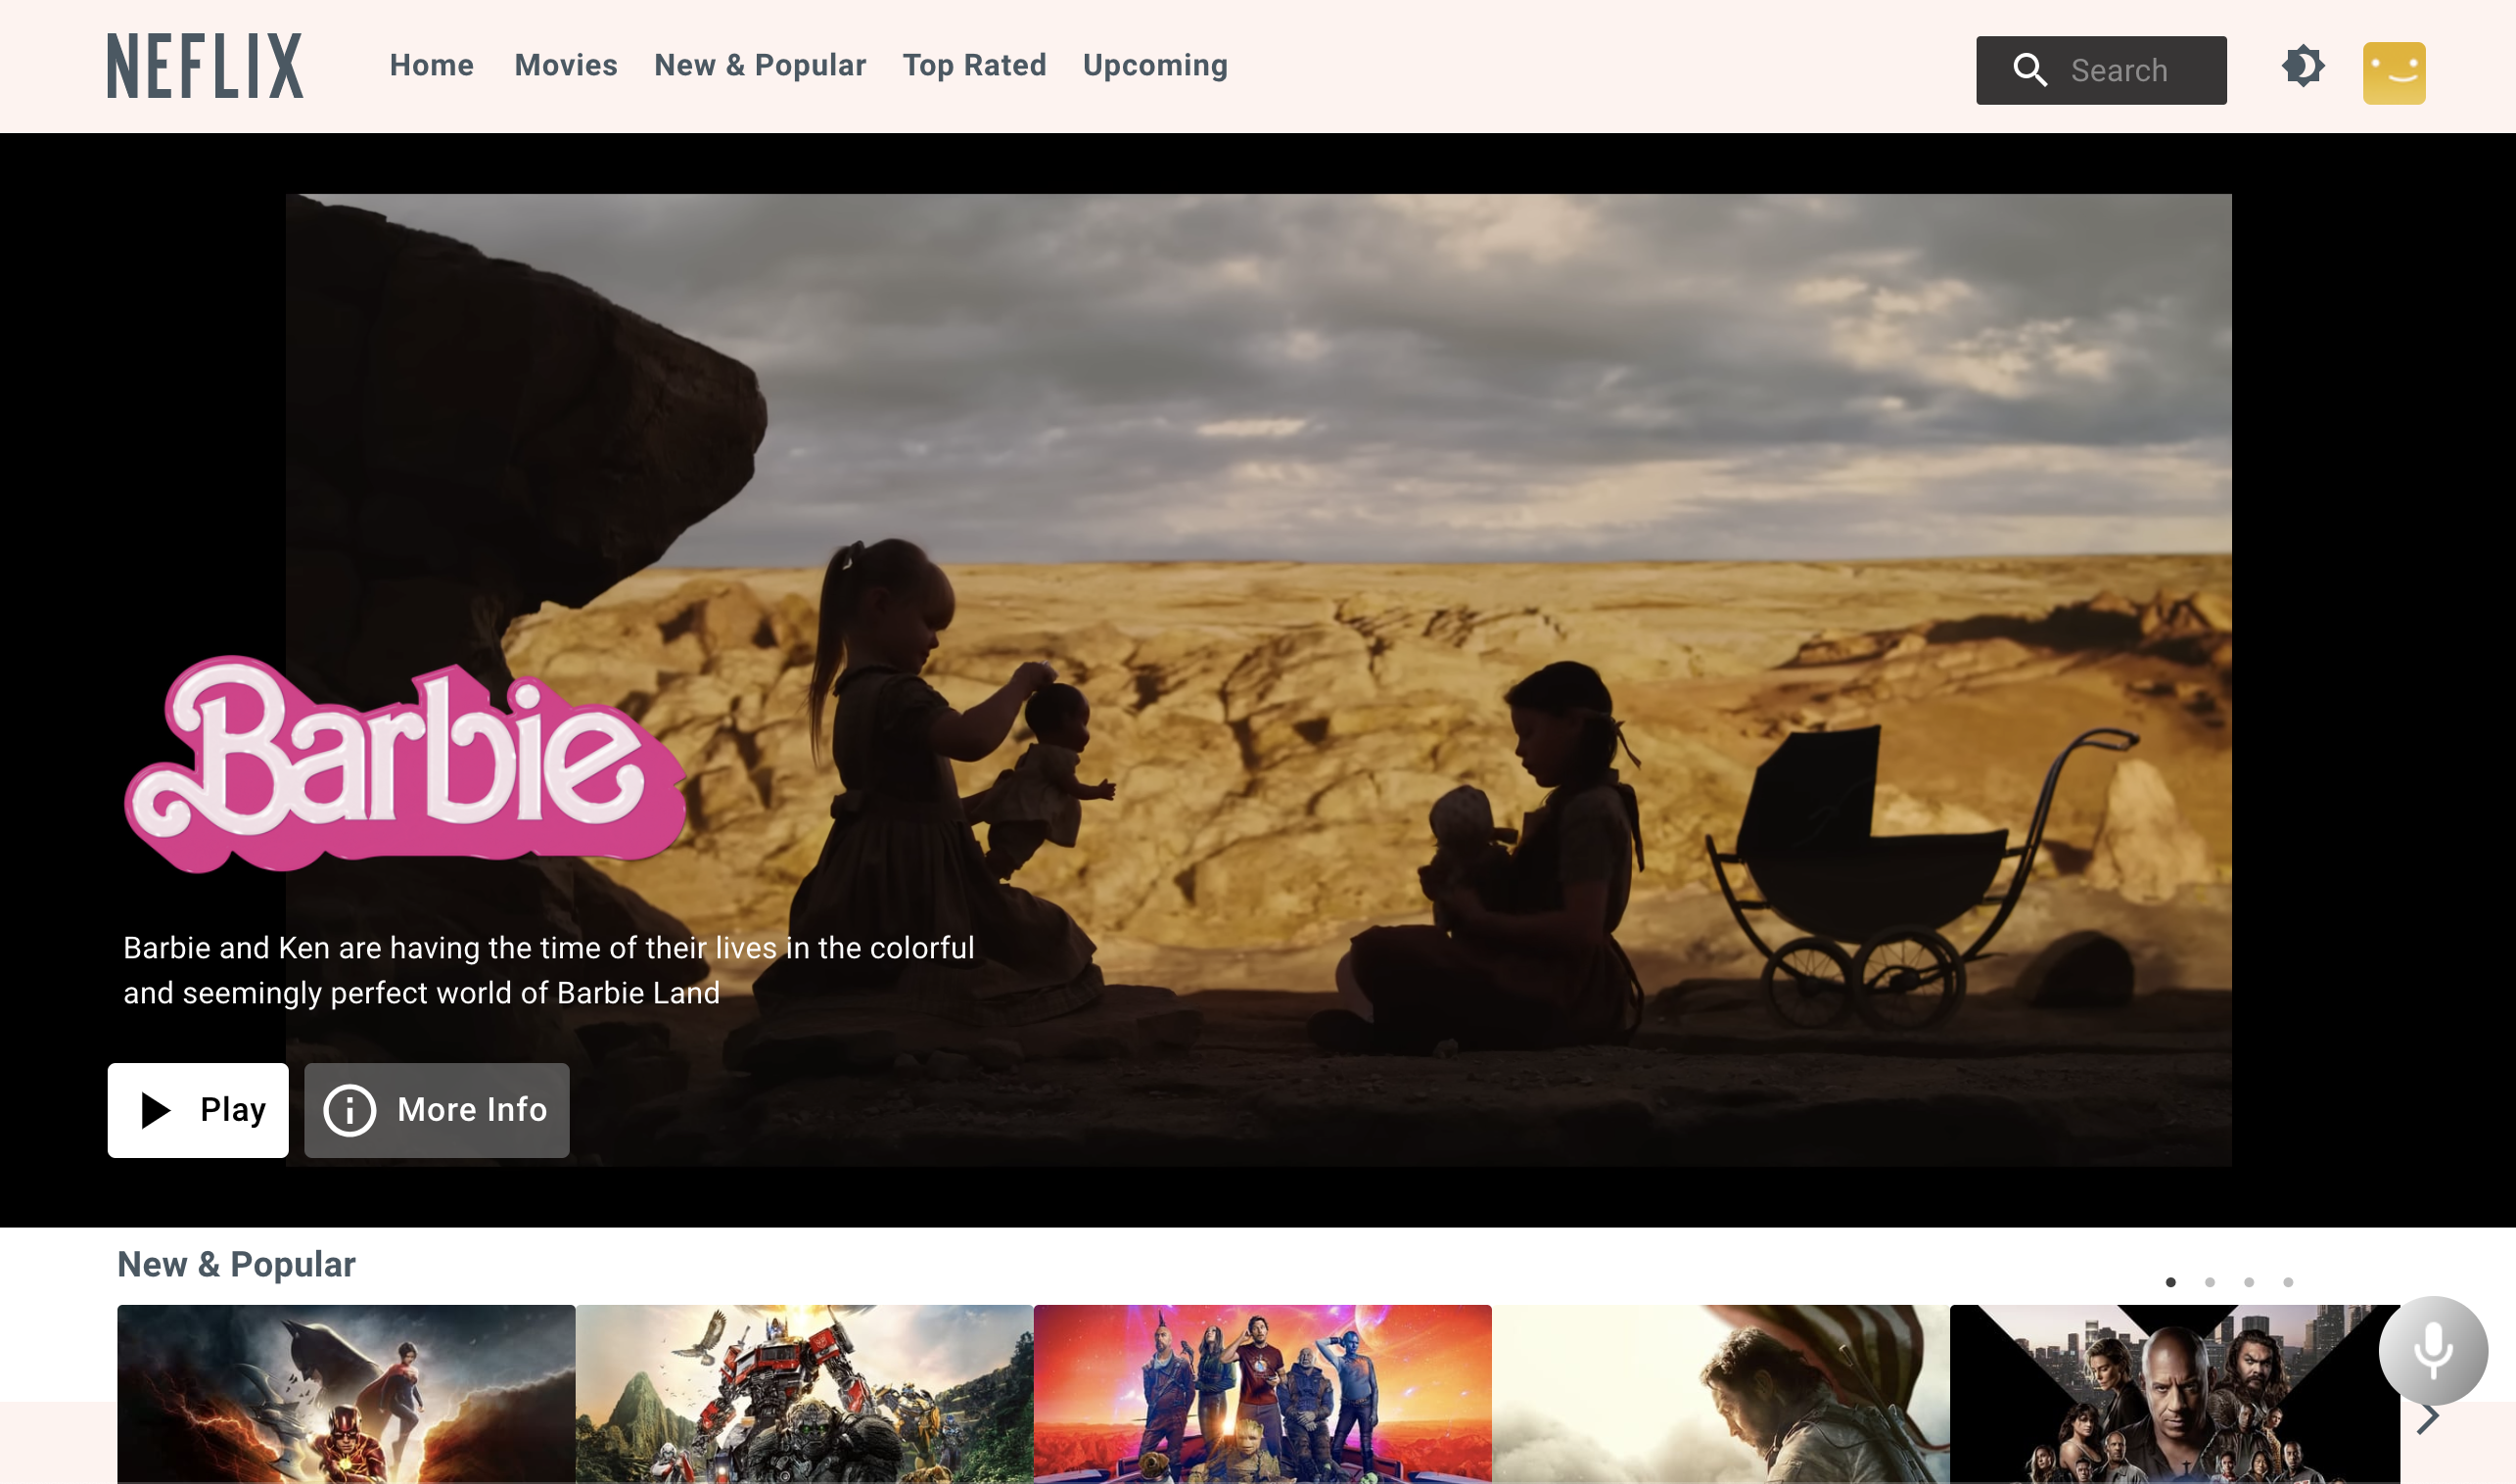 NEFLIX
Home
Movies
New & Popular
Top Rated
Upcoming
Search
Barbie
Barbie and Ken are having the time of their lives in the colorful
and seemingly perfect world of Barbie Land
Play
More Info
New & Popular